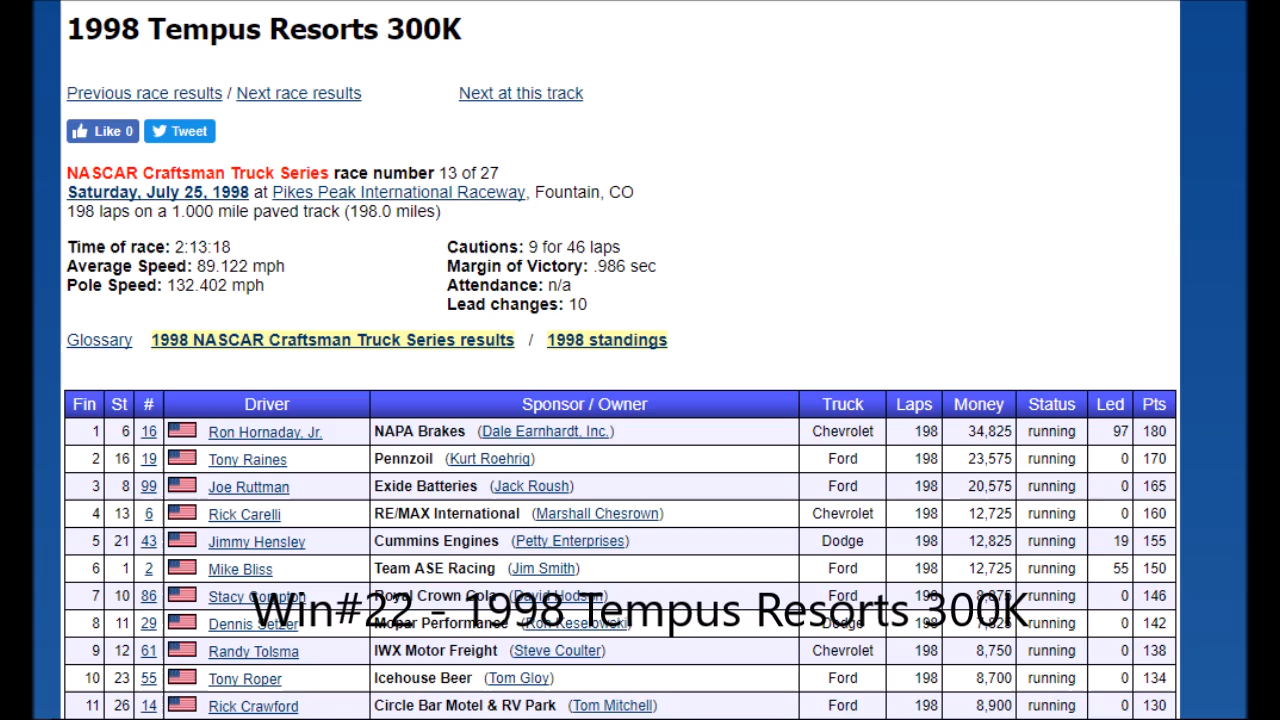 1998 Tempus Resorts 300K
Previous race results / Next race results Next at this track
Like 0 Tweet
NASCAR Craftsman Truck Series race number 13 of 27
Saturday, July 25, 1998 at Pikes Peak International Raceway, Fountain, CO
198 laps on a 1.000 mile paved track (198.0 miles)
Time of race: 2:13:18 Cautions: 9 for 46 laps
Average Speed: 89.122 mph Margin of Victory: .986 sec
Pole Speed: 132.402 mph Attendance: n/a
Lead changes: 10
Glossary 1998 NASCAR Craftsman Truck Series results / 1998 standings
Fin St # Driver Sponsor / Owner Truck Laps Money Status Led Pts
1 6 16 Ron Hornaday, Jr. NAPA Brakes (Dale Earnhardt, Inc.) Chevrolet 198 34,825 running 97 180
2 16 19 Tony Raines Pennzoil (Kurt Roehrig) Ford 198 23,575 running 0 170
3 8 99 Joe Ruttman Exide Batteries (Jack Roush) Ford 198 20,575 running 0 165
4 13 6 Rick Carelli RE/MAX International (Marshall Chesrown) Chevrolet 198 12,725 running 0 160
5 21 43 Jimmy Hensley Cummins Engines (Petty Enterprises) Dodge 198 12,825 running 19 155
6 1 2 Mike Bliss Team ASE Racing (Jim Smith) Ford 198 12,725 running 55 150
7 10 86 Stacy Compton Royal Crown Cola (David Hodson) Ford 198 running 0 146
Win#22 - 1998 Tempus Resorts 300K
8 11 29 Dennis Setzer Mopar Performance (Ron Keselowski) Dodge 198 7,825 running 0 142
9 12 61 Randy Tolsma IWX Motor Freight (Steve Coulter) Chevrolet 198 8,750 running 0 138
10 23 55 Tony Roper Icehouse Beer (Tom Gloy) Ford 198 8,700 running 0 134
11 26 14 Rick Crawford Circle Bar Motel & RV Park (Tom Mitchell) Ford 198 8,900 running 0 130